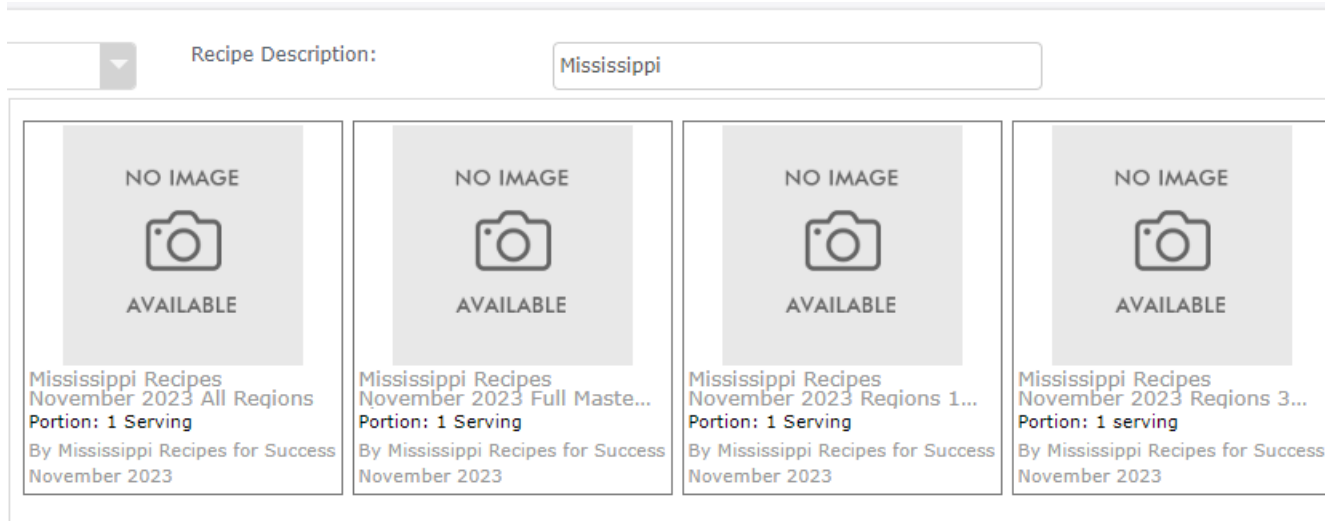 Recipe Description:
Mississippi
NO IMAGE
AVAILABLE
Mississippi Recipes
November 2023 All Regions
Portion: 1 Serving
By Mississippi Recipes for Success
November 2023
NO IMAGE
AVAILABLE
Mississippi Recipes
November 2023 Full Maste...
Portion: 1 Serving
By Mississippi Recipes for Success
November 2023
NO IMAGE
AVAILABLE
Mississippi Recipes
November 2023 Regions 1...
Portion: 1 Serving
By Mississippi Recipes for Success
November 2023
NO IMAGE
AVAILABLE
Mississippi Recipes
November 2023 Regions 3...
Portion: 1 serving
By Mississippi Recipes for Success
November 2023